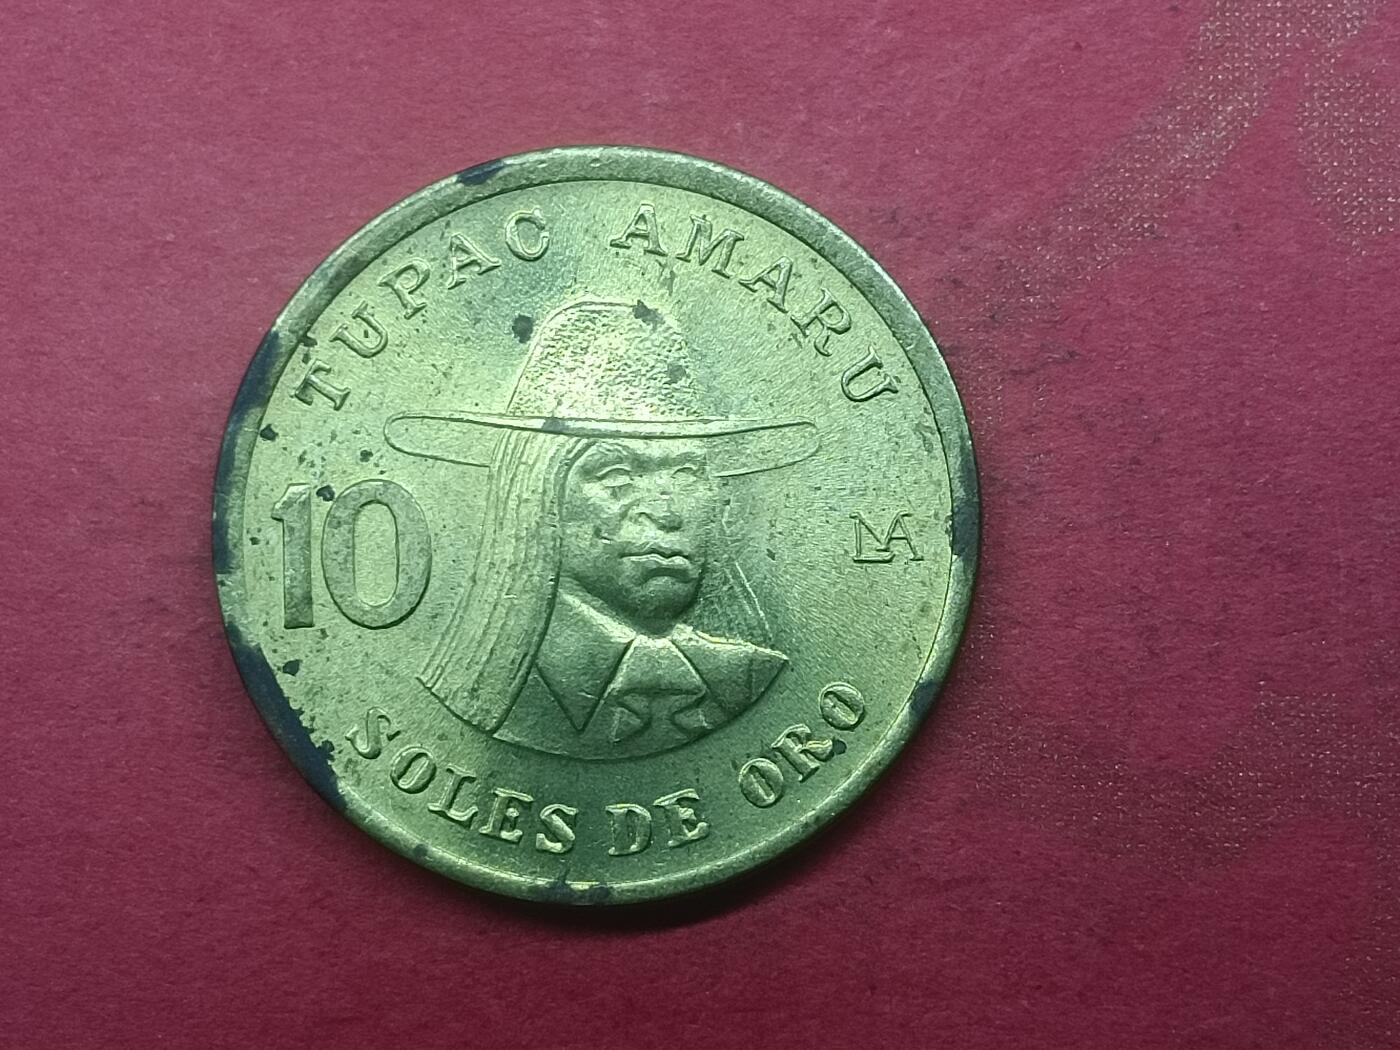 TUPAC AMARU
10
LMA
SOLES DE ORO